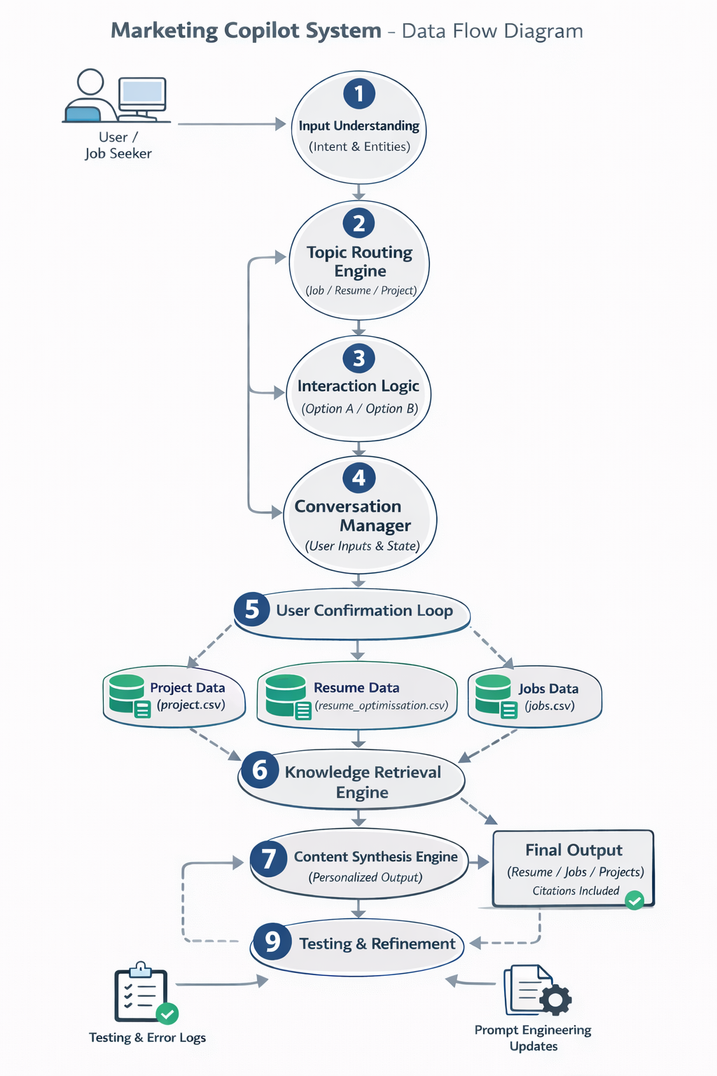 Marketing Copilot System – Data Flow Diagram
User /
Job Seeker
1
Input Understanding
(Intent & Entities)
2
Topic Routing
Engine
(Job / Resume / Project)
3
Interaction Logic
(Option A / Option B)
4
Conversation
Manager
(User Inputs & State)
5 User Confirmation Loop
Project Data
(project.csv)
Resume Data
(resume_optimissation.csv)
Jobs Data
(jobs.csv)
6 Knowledge Retrieval
Engine
7 Content Synthesis Engine
(Personalized Output)
Final Output
(Resume / Jobs / Projects)
Citations Included
9 Testing & Refinement
Testing & Error Logs
Prompt Engineering
Updates